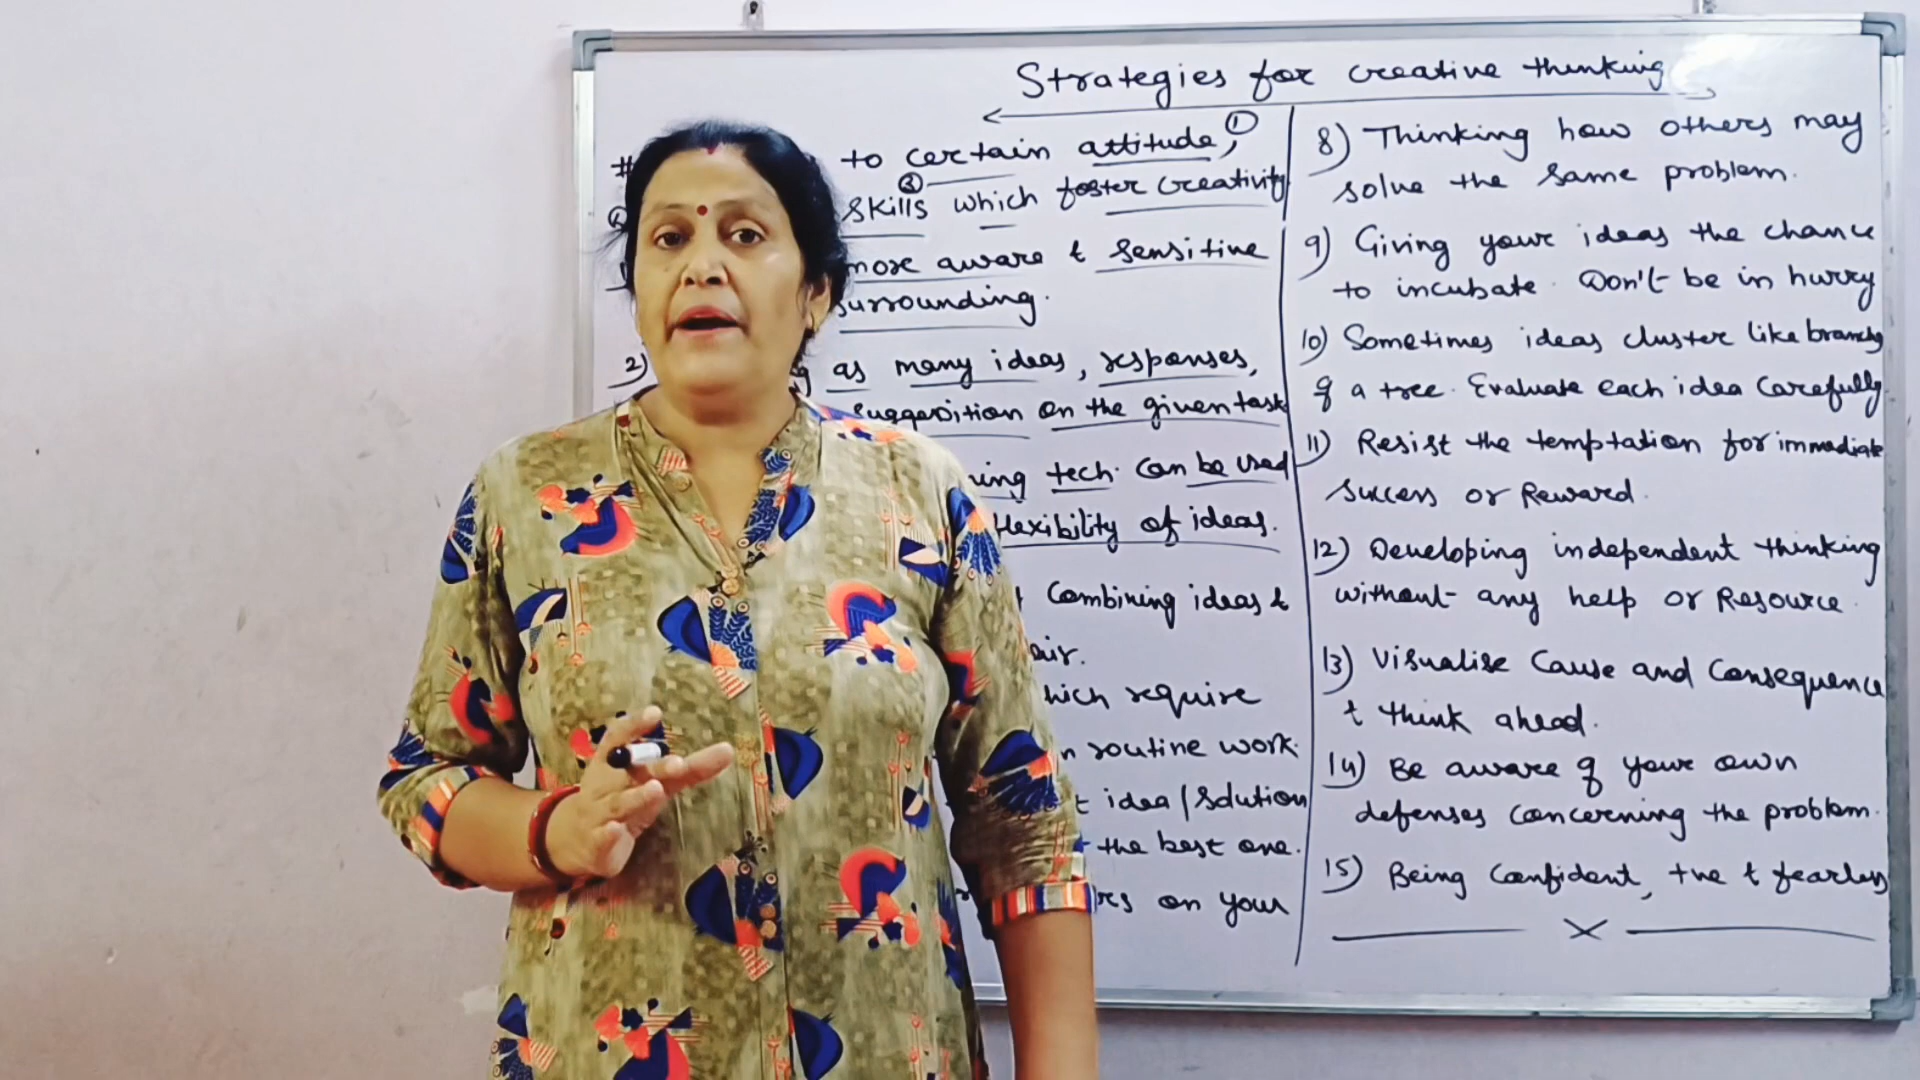 Strategies for creative thinking
# to certain attitude, ①
② skills ③ which foster creativity
more aware & sensitive
surrounding.
2) as many ideas, responses,
on the given task
tech. can be used
flexibility of ideas.
Combining ideas &
which require
routine work.
idea/solution
the best one.
on your
8) Thinking how others may
solve the same problem.
9) Giving your ideas the chance
to incubate. Don't be in hurry
10) Sometimes ideas cluster like
of a tree. Evaluate each idea carefully
11) Resist the temptation for immediate
success or Reward.
12) Developing independent thinking
without any help or Resource.
13) Visualise Cause and Consequence
& think ahead.
14) Be aware of your own
defenses concerning the problem.
15) Being Confident, +ve & fearless